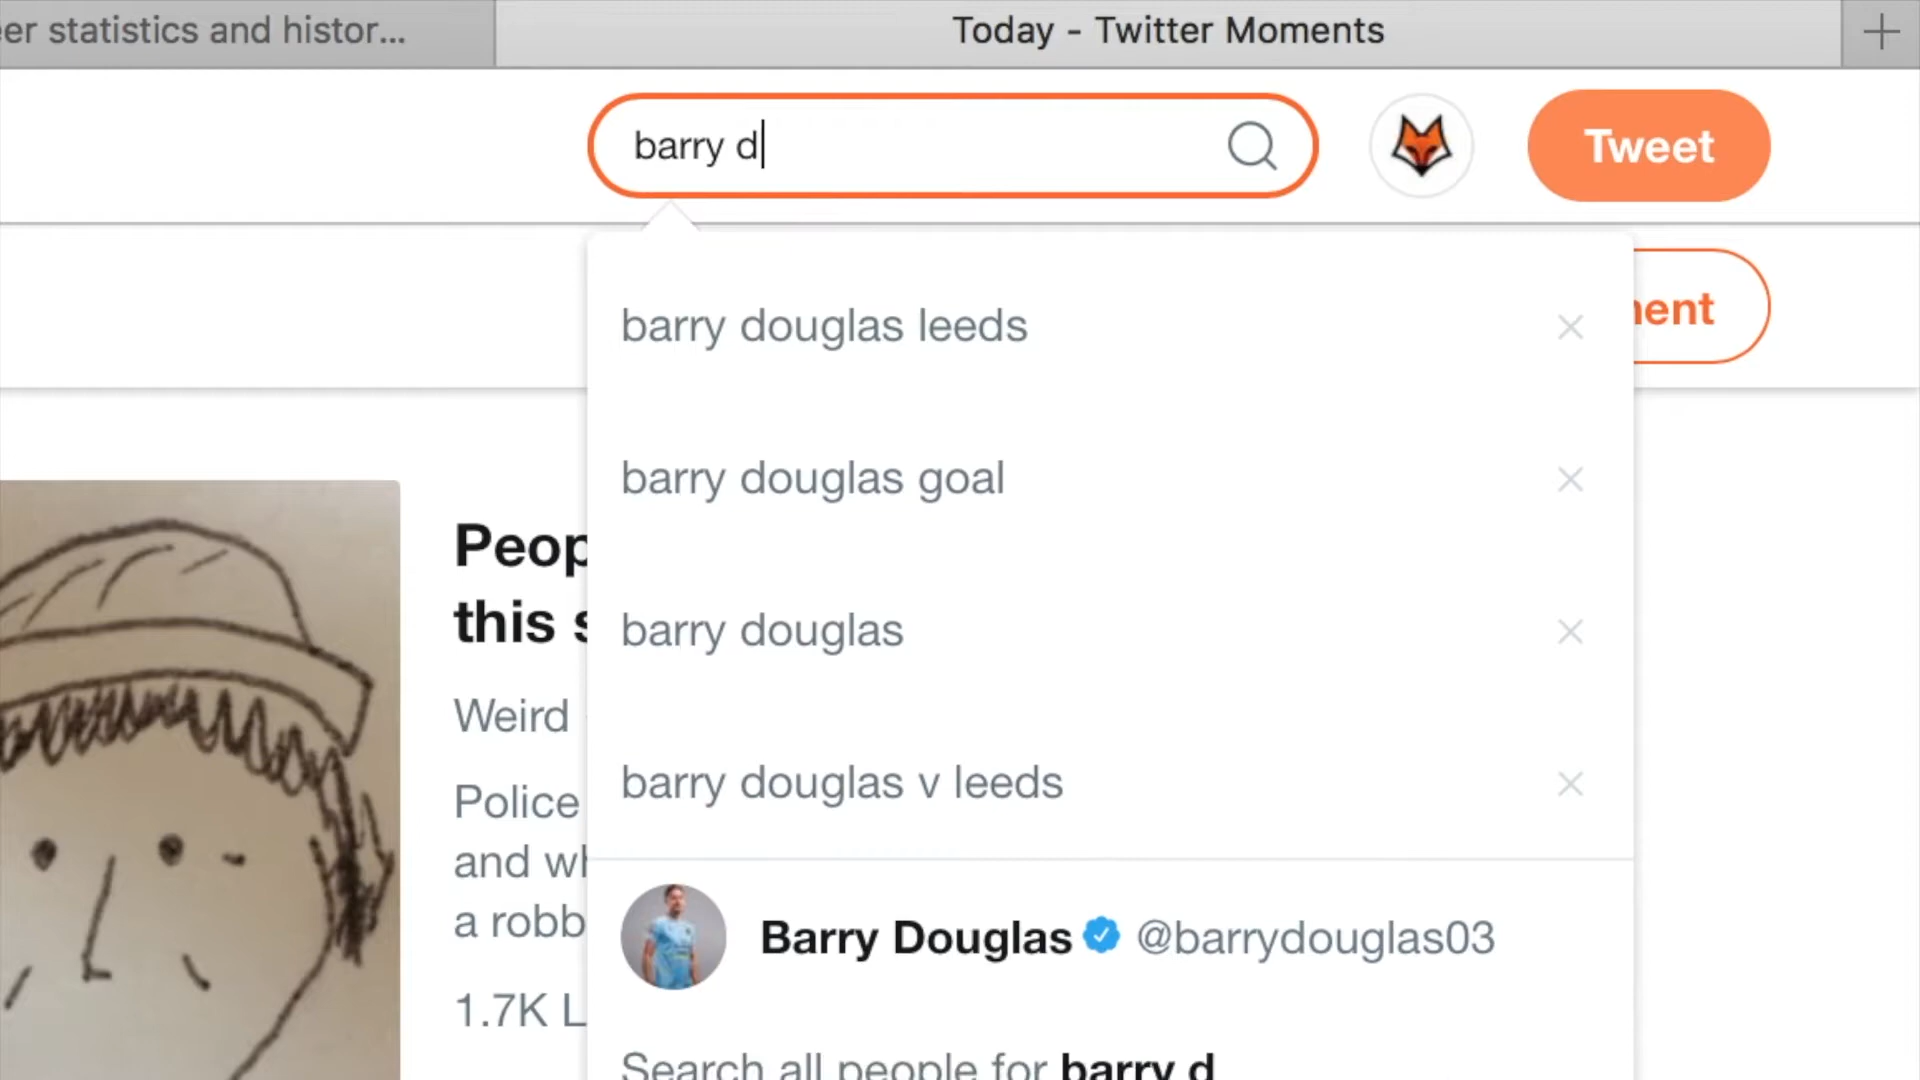 er statistics and histor...
Today - Twitter Moments
barry d
Tweet
ent
barry douglas leeds
barry douglas goal
barry douglas
barry douglas v leeds
Peop
this s
Weird
Police
and wh
a robb
1.7K L
Barry Douglas @barrydouglas03
Search all people for barry d